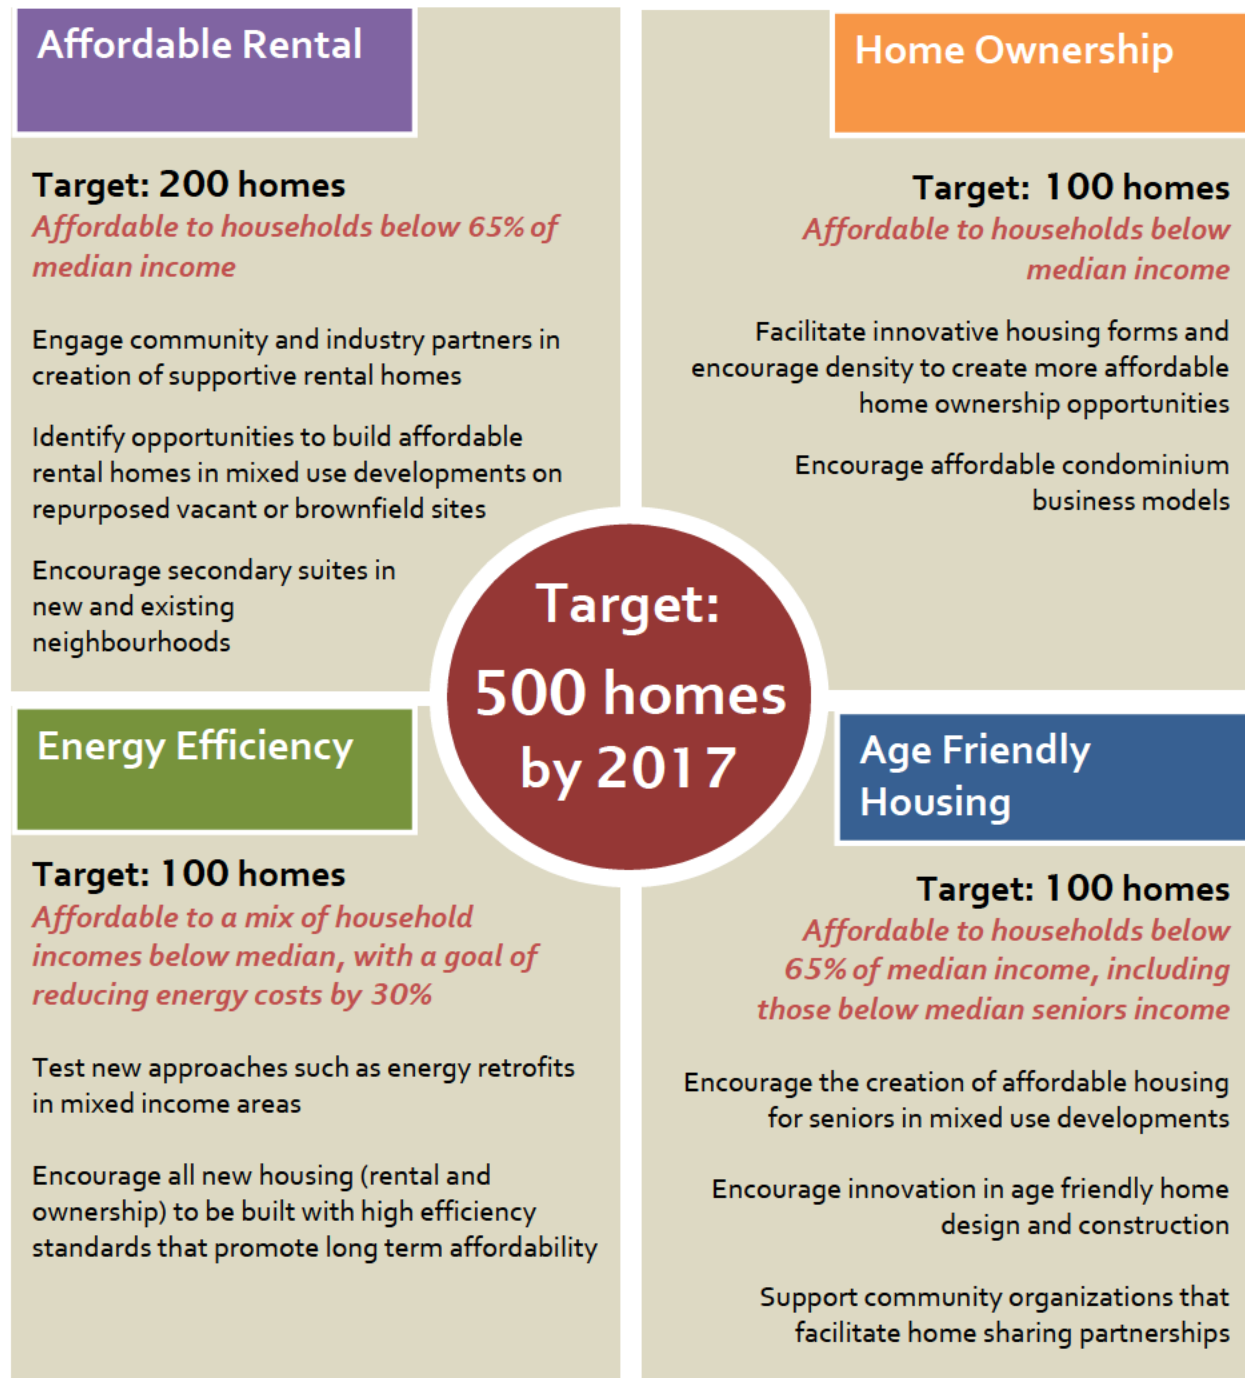 Affordable Rental
Target: 200 homes
Affordable to households below 65% of
median income
Engage community and industry partners in
creation of supportive rental homes
Identify opportunities to build affordable
rental homes in mixed use developments on
repurposed vacant or brownfield sites
Encourage secondary suites in
new and existing
neighbourhoods
Home Ownership
Target: 100 homes
Affordable to households below
median income
Facilitate innovative housing forms and
encourage density to create more affordable
home ownership opportunities
Encourage affordable condominium
business models
Target:
500 homes
by 2017
Energy Efficiency
Target: 100 homes
Affordable to a mix of household
incomes below median, with a goal of
reducing energy costs by 30%
Test new approaches such as energy retrofits
in mixed income areas
Encourage all new housing (rental and
ownership) to be built with high efficiency
standards that promote long term affordability
Age Friendly
Housing
Target: 100 homes
Affordable to households below
65% of median income, including
those below median seniors income
Encourage the creation of affordable housing
for seniors in mixed use developments
Encourage innovation in age friendly home
design and construction
Support community organizations that
facilitate home sharing partnerships